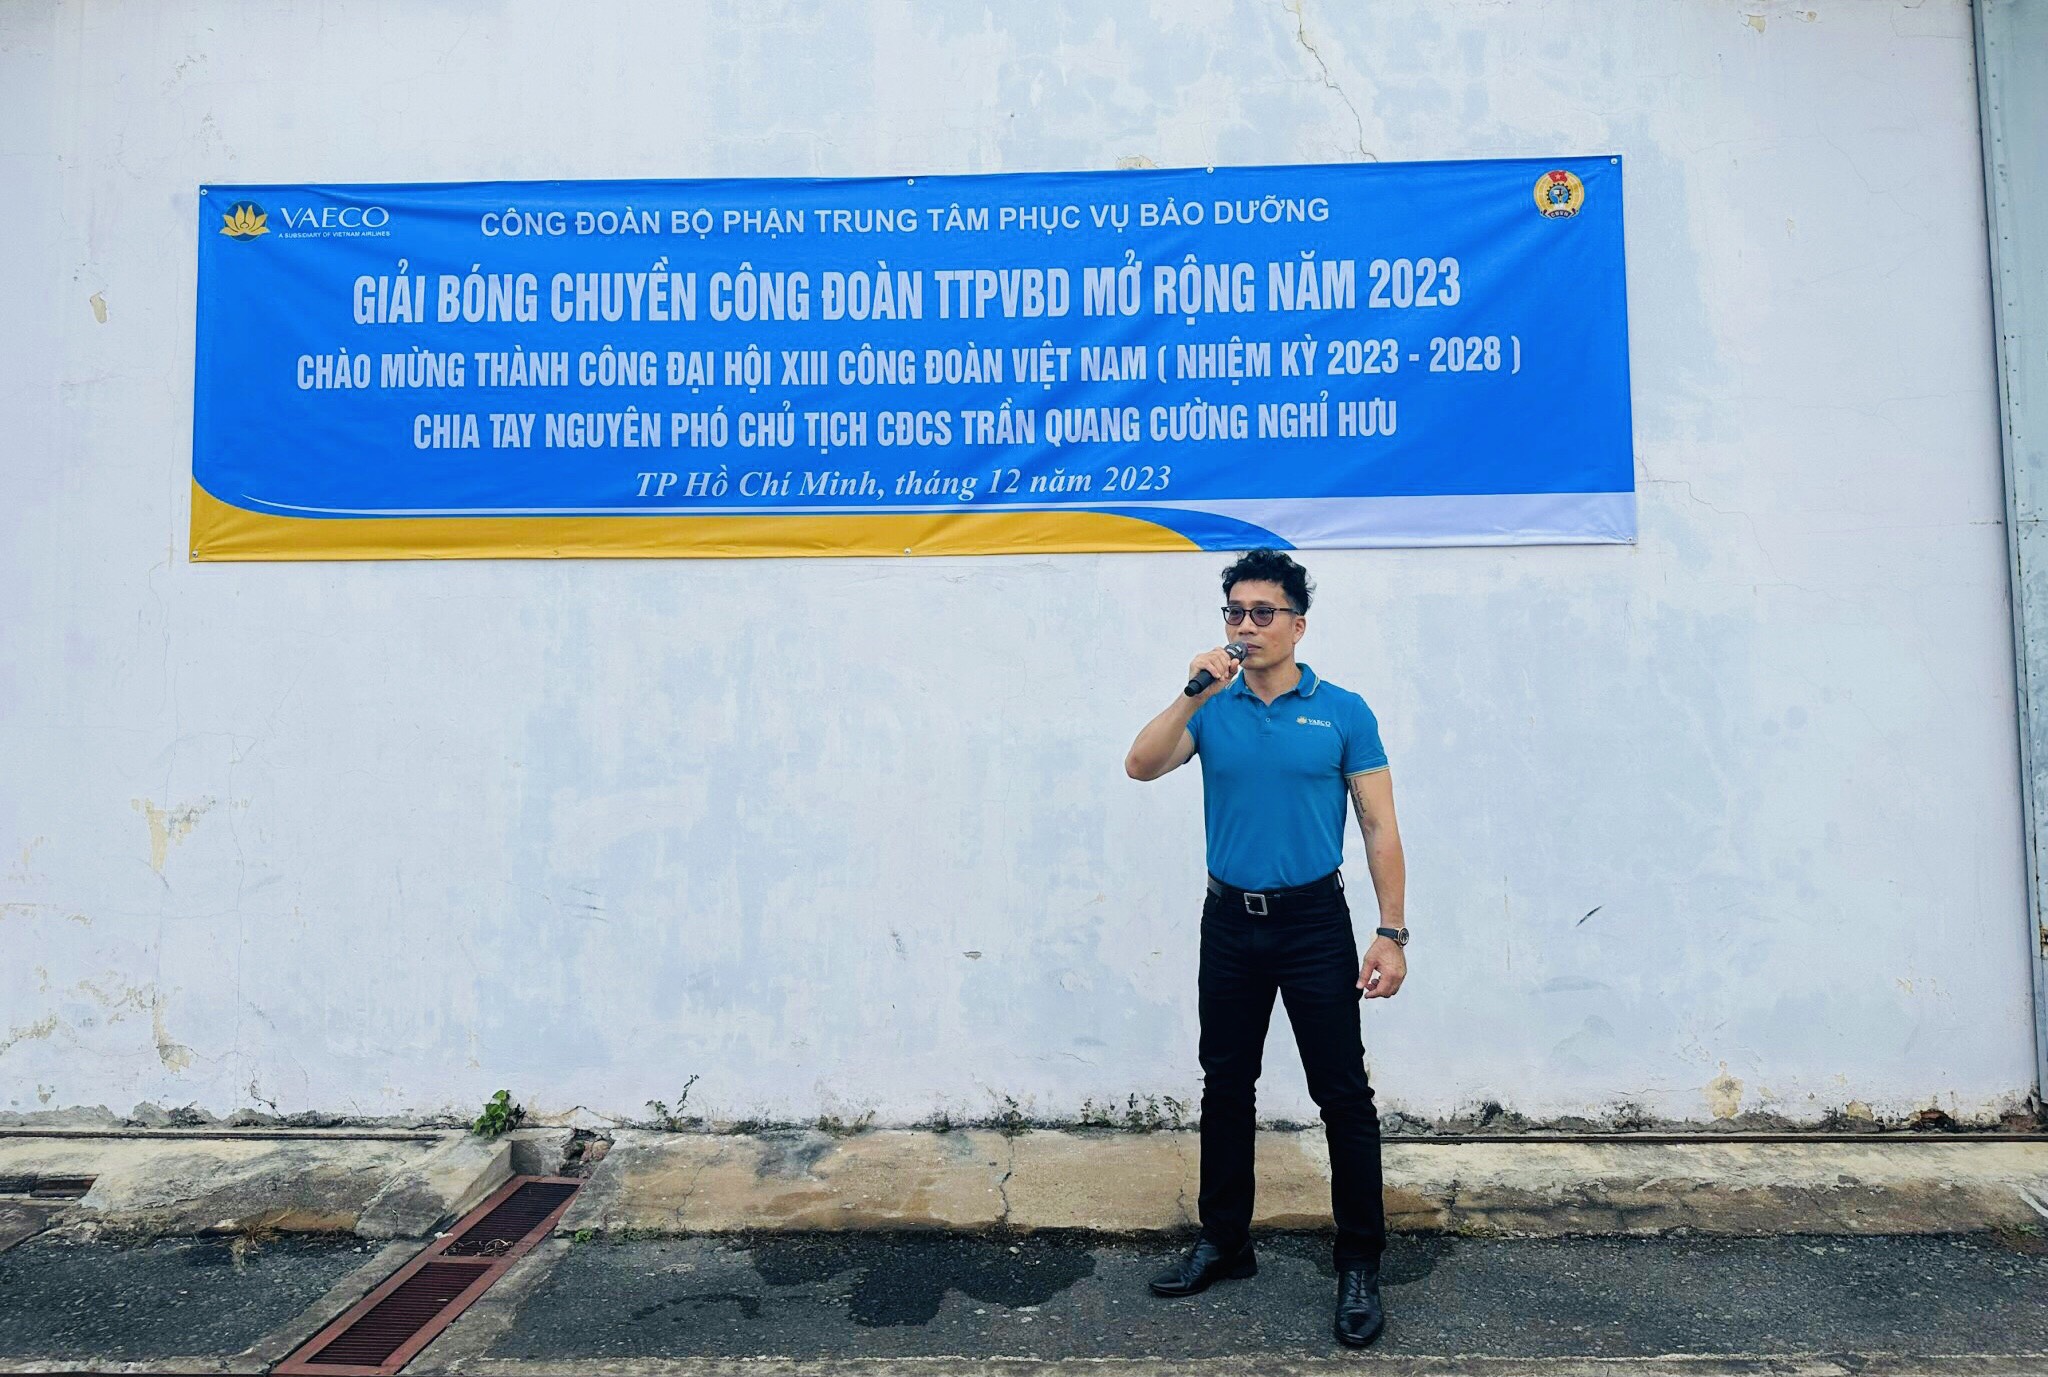 VAECO
A SUBSIDIARY OF VIETNAM AIRLINES
CÔNG ĐOÀN BỘ PHẬN TRUNG TÂM PHỤC VỤ BẢO DƯỠNG
GIẢI BÓNG CHUYỀN CÔNG ĐOÀN TTPVBD MỞ RỘNG NĂM 2023
CHÀO MỪNG THÀNH CÔNG ĐẠI HỘI XIII CÔNG ĐOÀN VIỆT NAM ( NHIỆM KỲ 2023 - 2028 )
CHIA TAY NGUYÊN PHÓ CHỦ TỊCH CĐCS TRẦN QUANG CƯỜNG NGHỈ HƯU
TP Hồ Chí Minh, tháng 12 năm 2023
VAECO